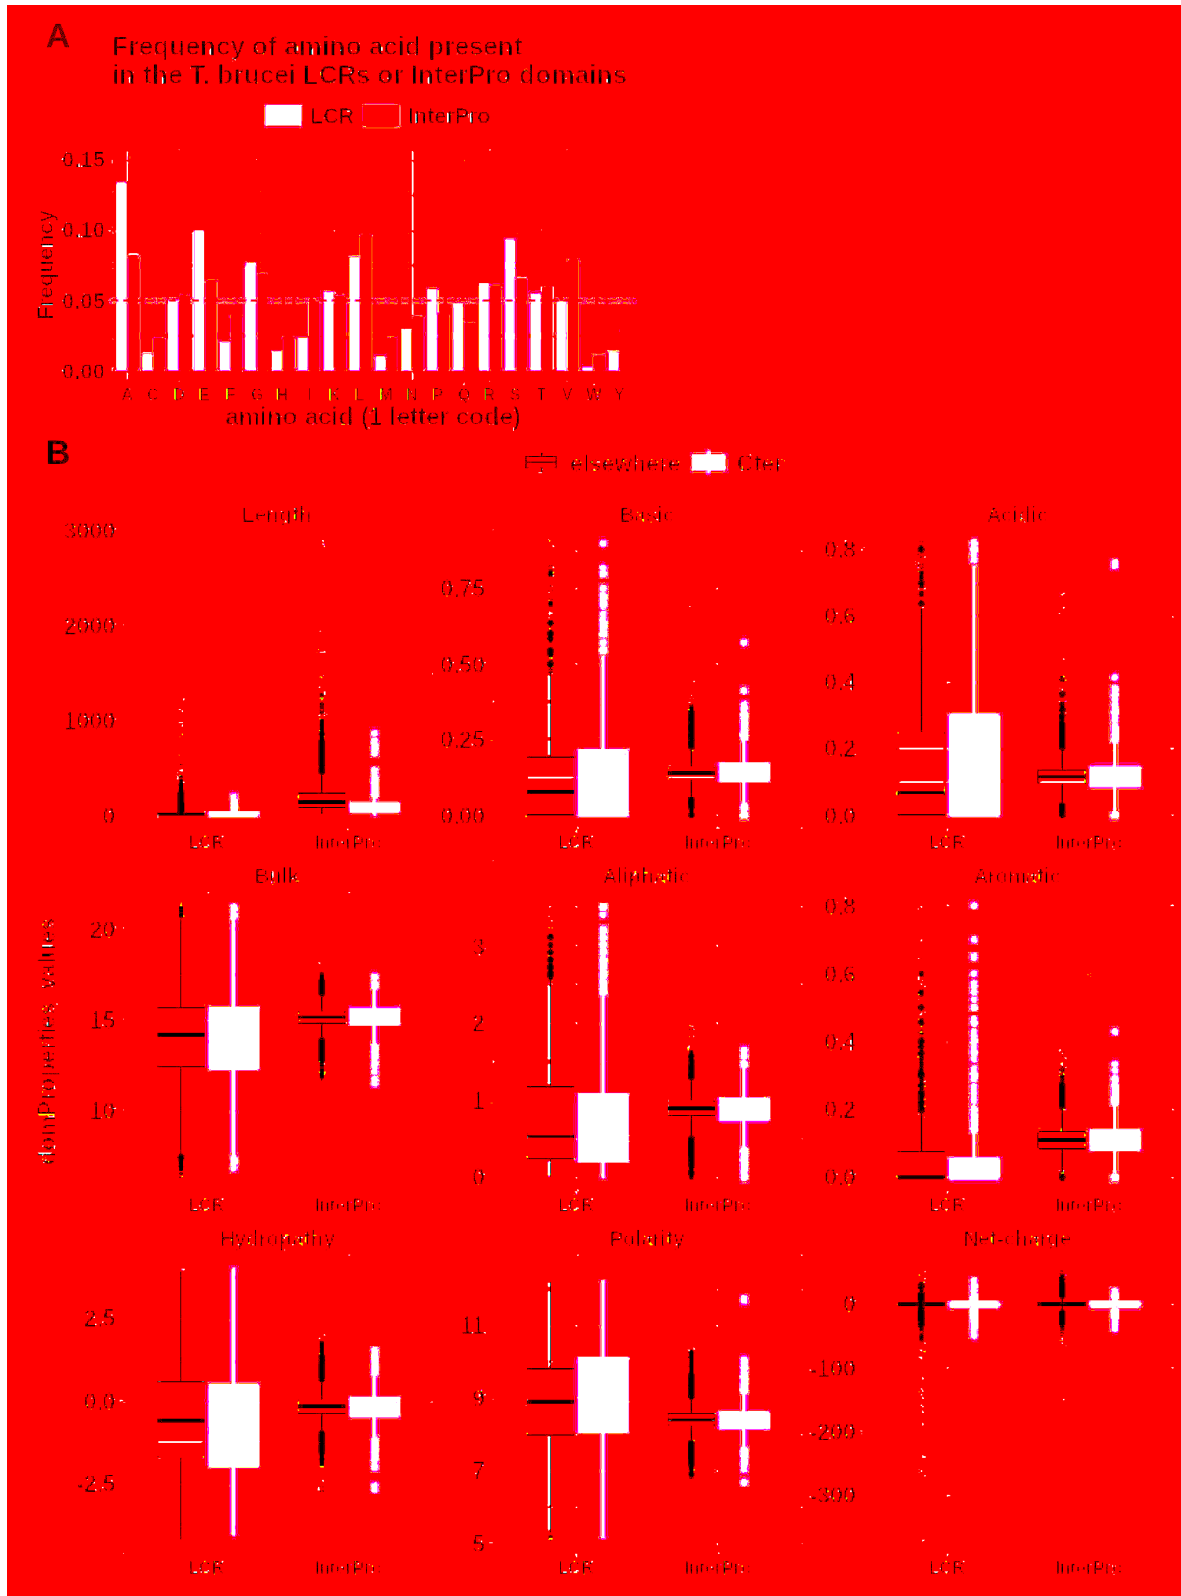 A
Frequency of amino acid present
in the T. brucei LCRs or InterPro domains
LCR InterPro
0.15
0.10
0.05
0.00
Frequency
A C D E F G H I K L M N P Q R S T V W Y
amino acid (1 letter code)
B
elsewhere Cter
Length Basic Acidic
3000
2000
1000
0
0.75
0.50
0.25
0.00
0.8
0.6
0.4
0.2
0.0
LCR InterPro LCR InterPro LCR InterPro
Bulk Aliphatic Aromatic
20
15
10
3
2
1
0
0.8
0.6
0.4
0.2
0.0
domProperties values
LCR InterPro LCR InterPro LCR InterPro
Hydropathy Polarity Net-charge
2.5
0.0
-2.5
11
9
7
5
0
-100
-200
-300
LCR InterPro LCR InterPro LCR InterPro